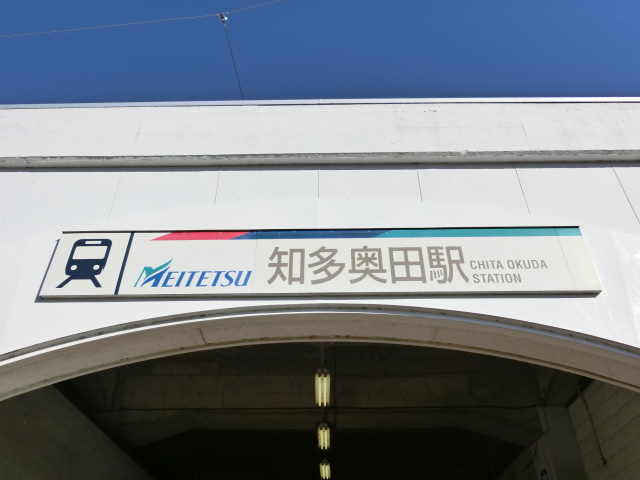 MEITETSU 知多奥田駅 CHITA OKUDA
STATION